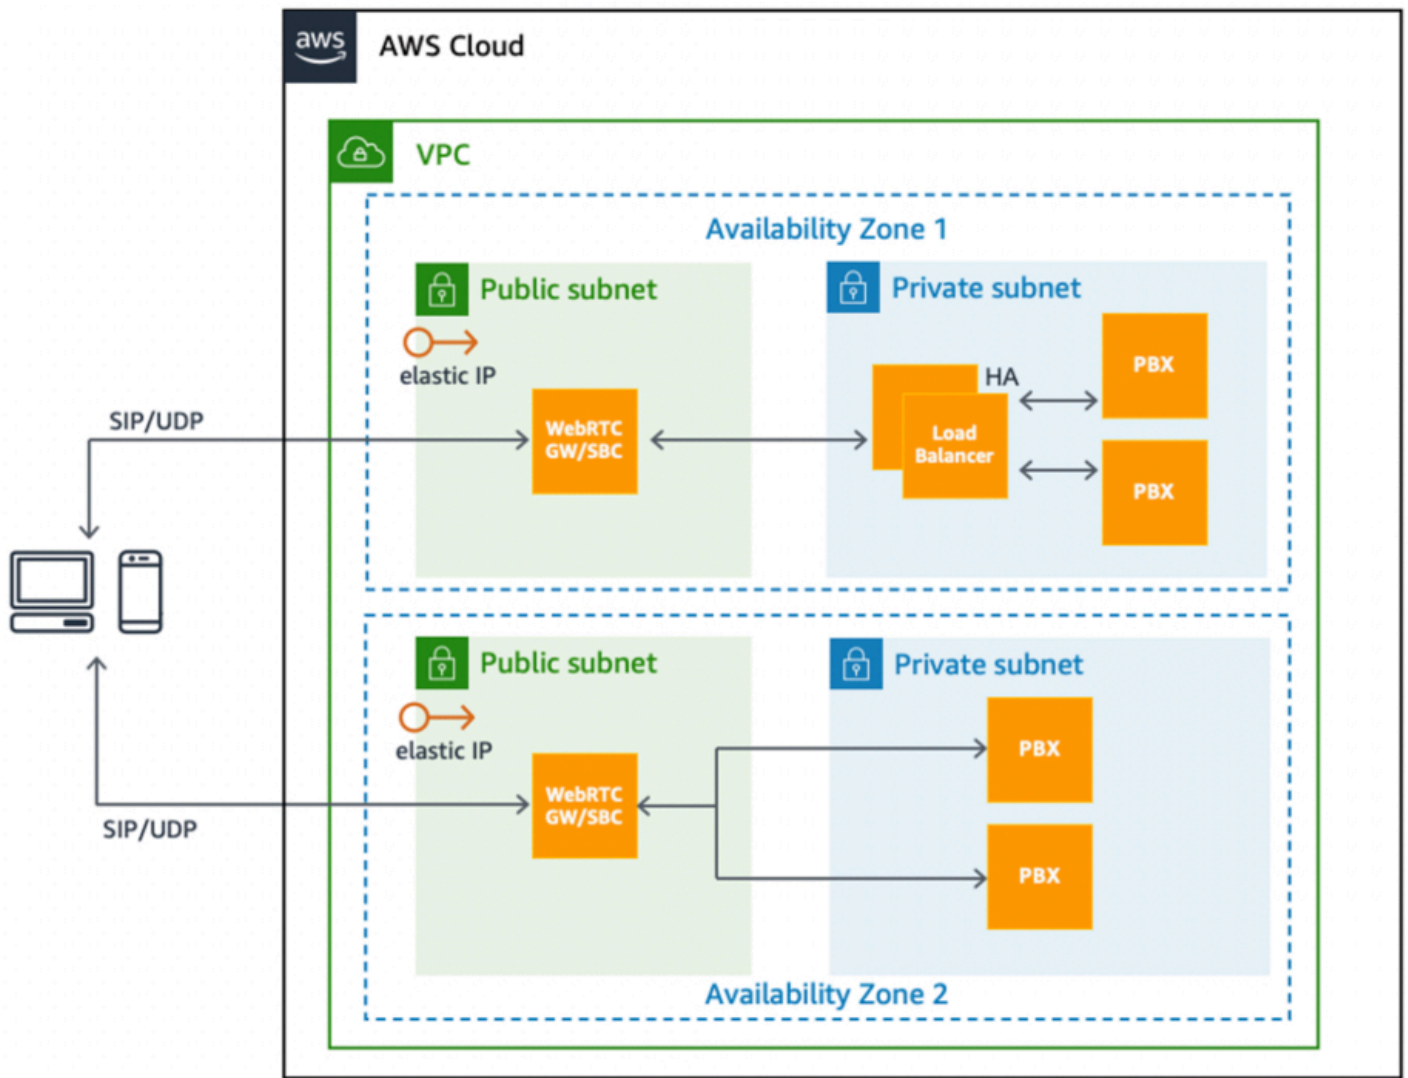 aws
AWS Cloud
VPC
Availability Zone 1
Public subnet
Private subnet
elastic IP
HA
PBX
SIP/UDP
WebRTC
GW/SBC
Load
Balancer
PBX
Public subnet
Private subnet
elastic IP
PBX
WebRTC
GW/SBC
SIP/UDP
PBX
Availability Zone 2